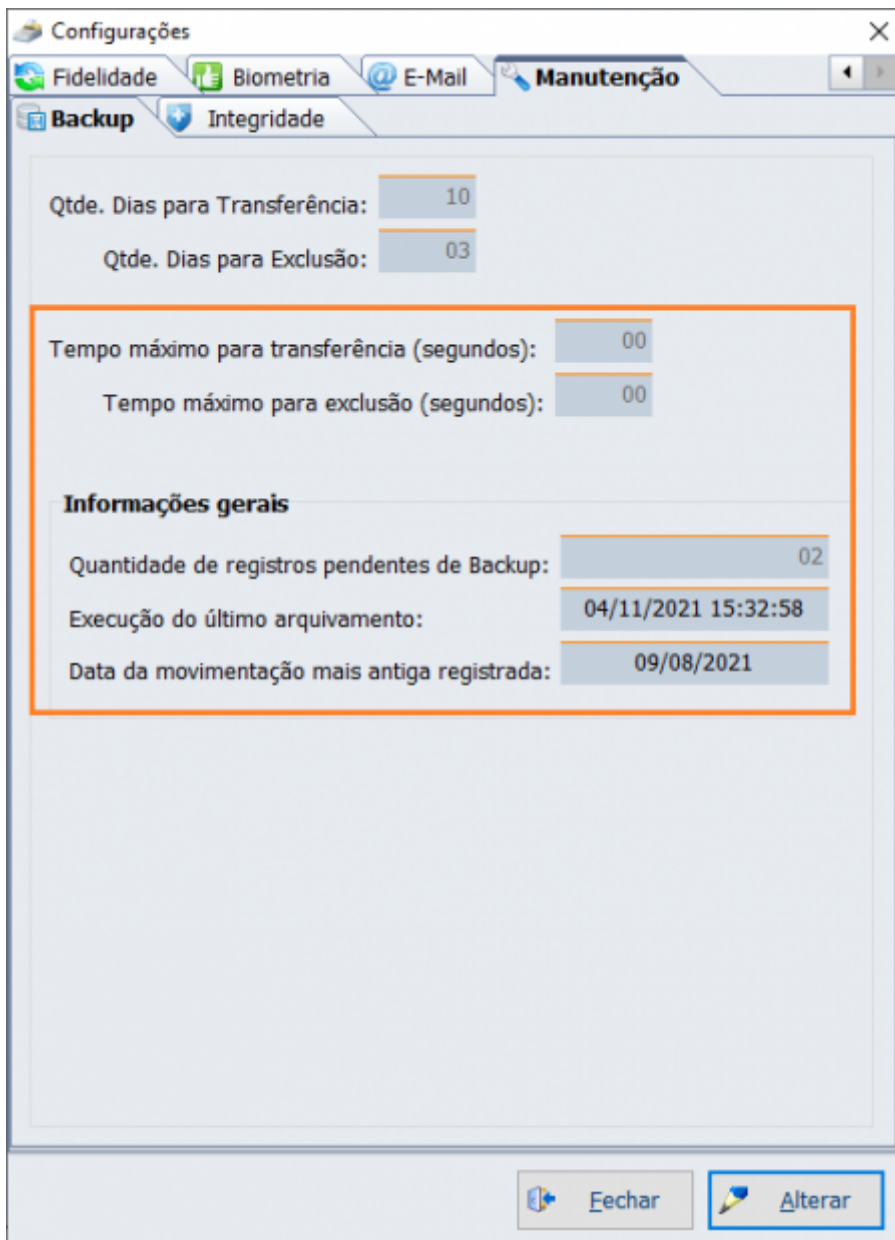 Configurações
Fidelidade Biometria E-Mail Manutenção
Backup Integridade
Qtde. Dias para Transferência: 10
Qtde. Dias para Exclusão: 03
Tempo máximo para transferência (segundos): 00
Tempo máximo para exclusão (segundos): 00
Informações gerais
Quantidade de registros pendentes de Backup: 02
Execução do último arquivamento: 04/11/2021 15:32:58
Data da movimentação mais antiga registrada: 09/08/2021
Fechar Alterar